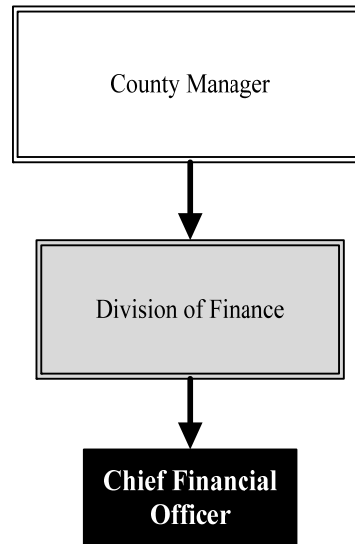 County Manager
Division of Finance
Chief Financial
Officer